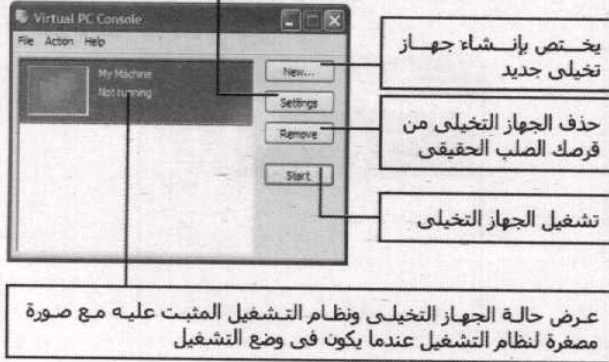 Virtual PC Console
File Action Help
My Machine
Not running
New...
Settings
Remove
Start
يختص بإنشاء جهاز
تخيلى جديد
حذف الجهاز التخيلى من
قرصك الصلب الحقيقى
تشغيل الجهاز التخيلى
عرض حالة الجهاز التخيلى ونظام التشغيل المثبت عليه مع صورة
مصغرة لنظام التشغيل عندما يكون فى وضع التشغيل